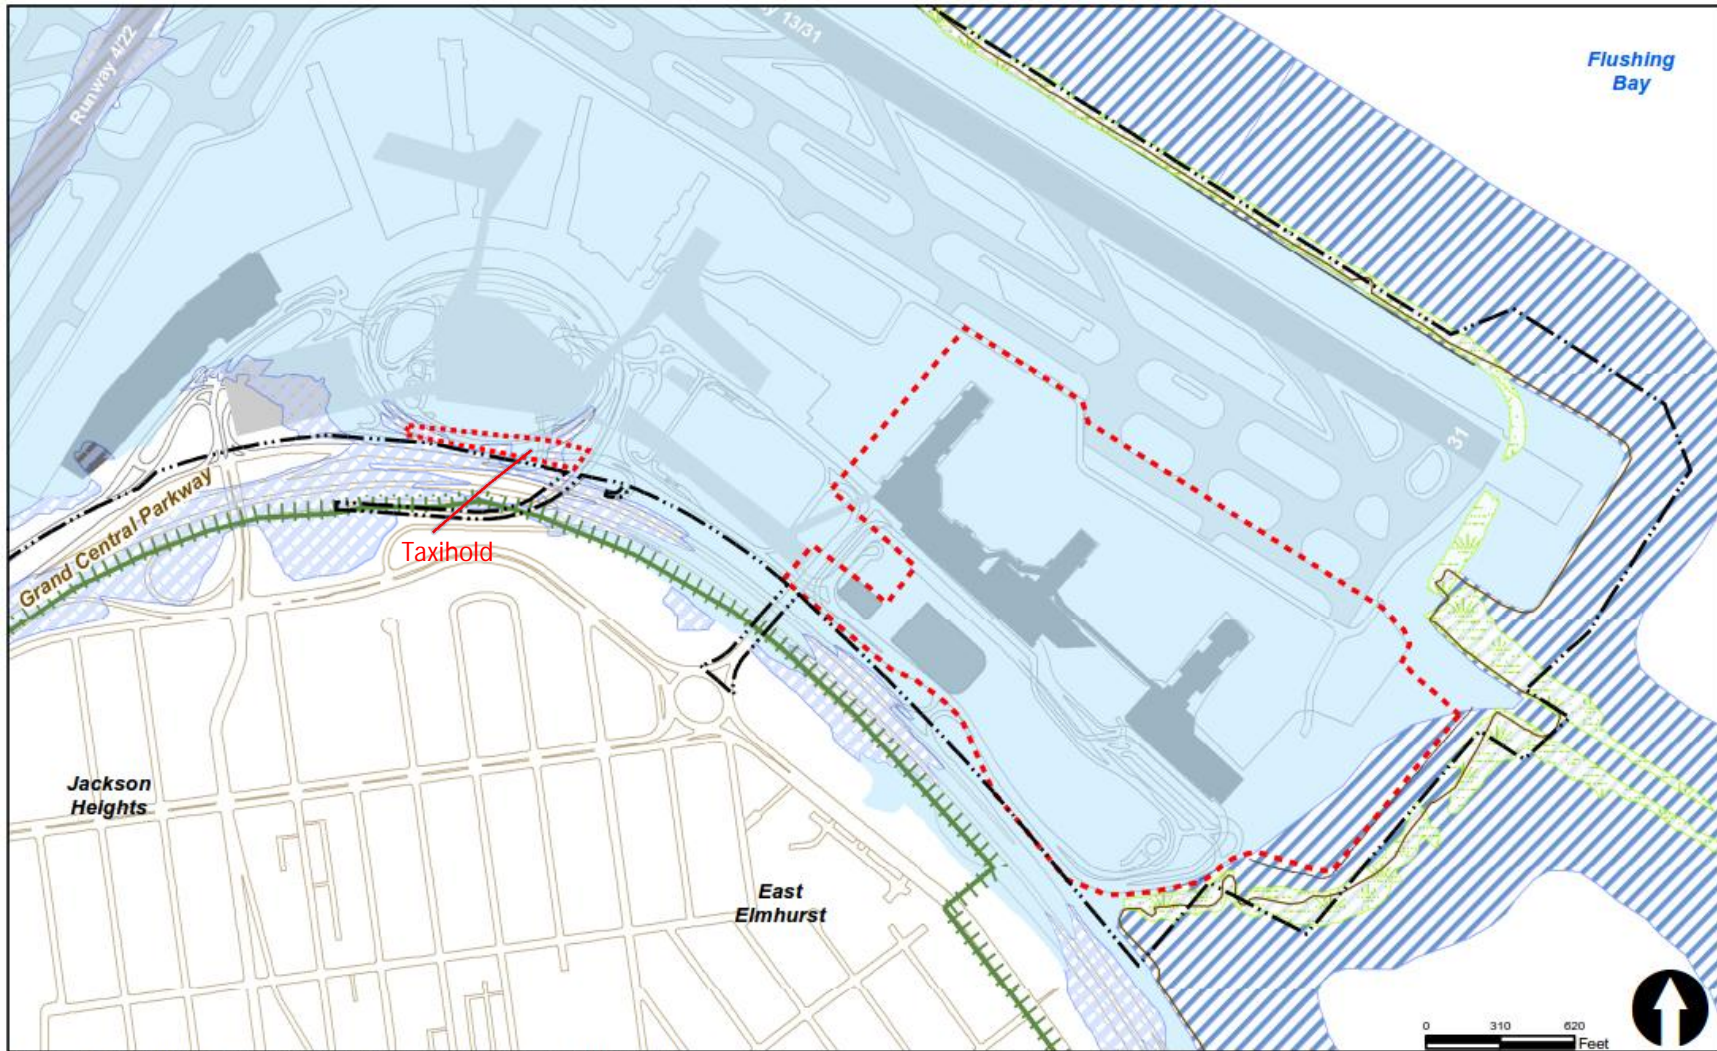 Runway 4/22
y 13/31
Flushing
Bay
31
Grand Central Parkway
Taxihold
Jackson
Heights
East
Elmhurst
0 310 620
Feet